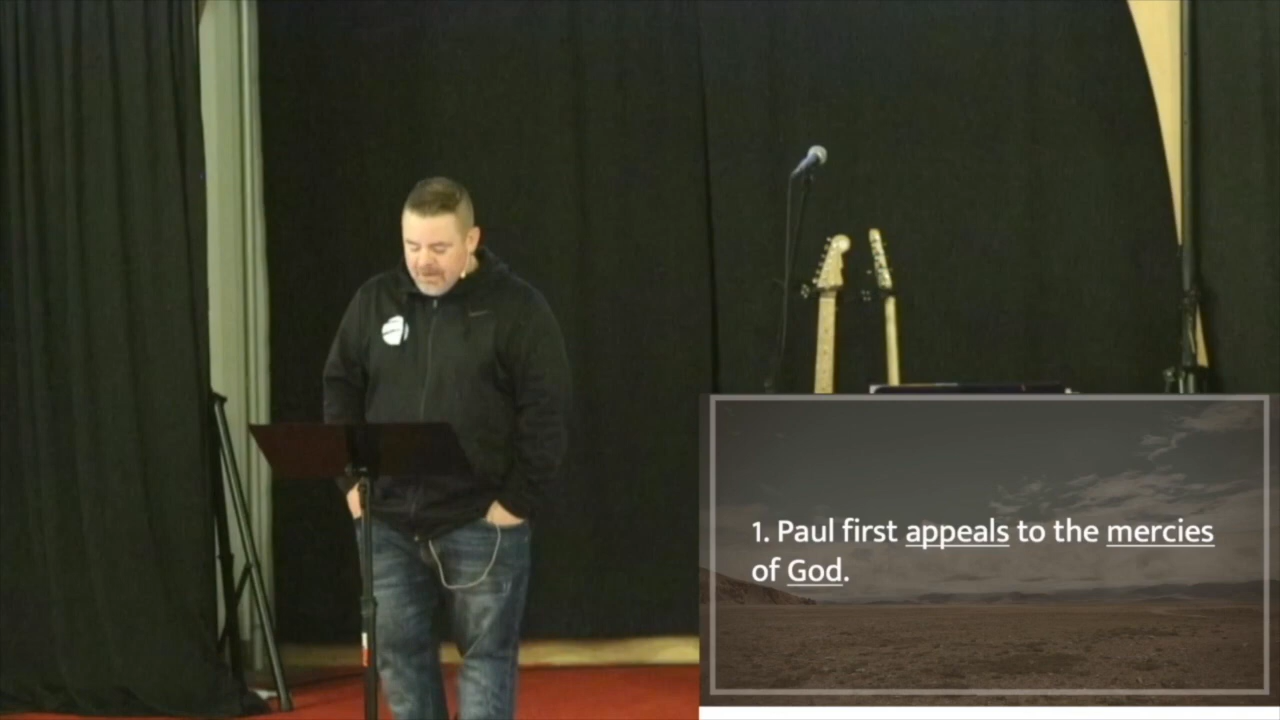 1. Paul first appeals to the mercies
of God.